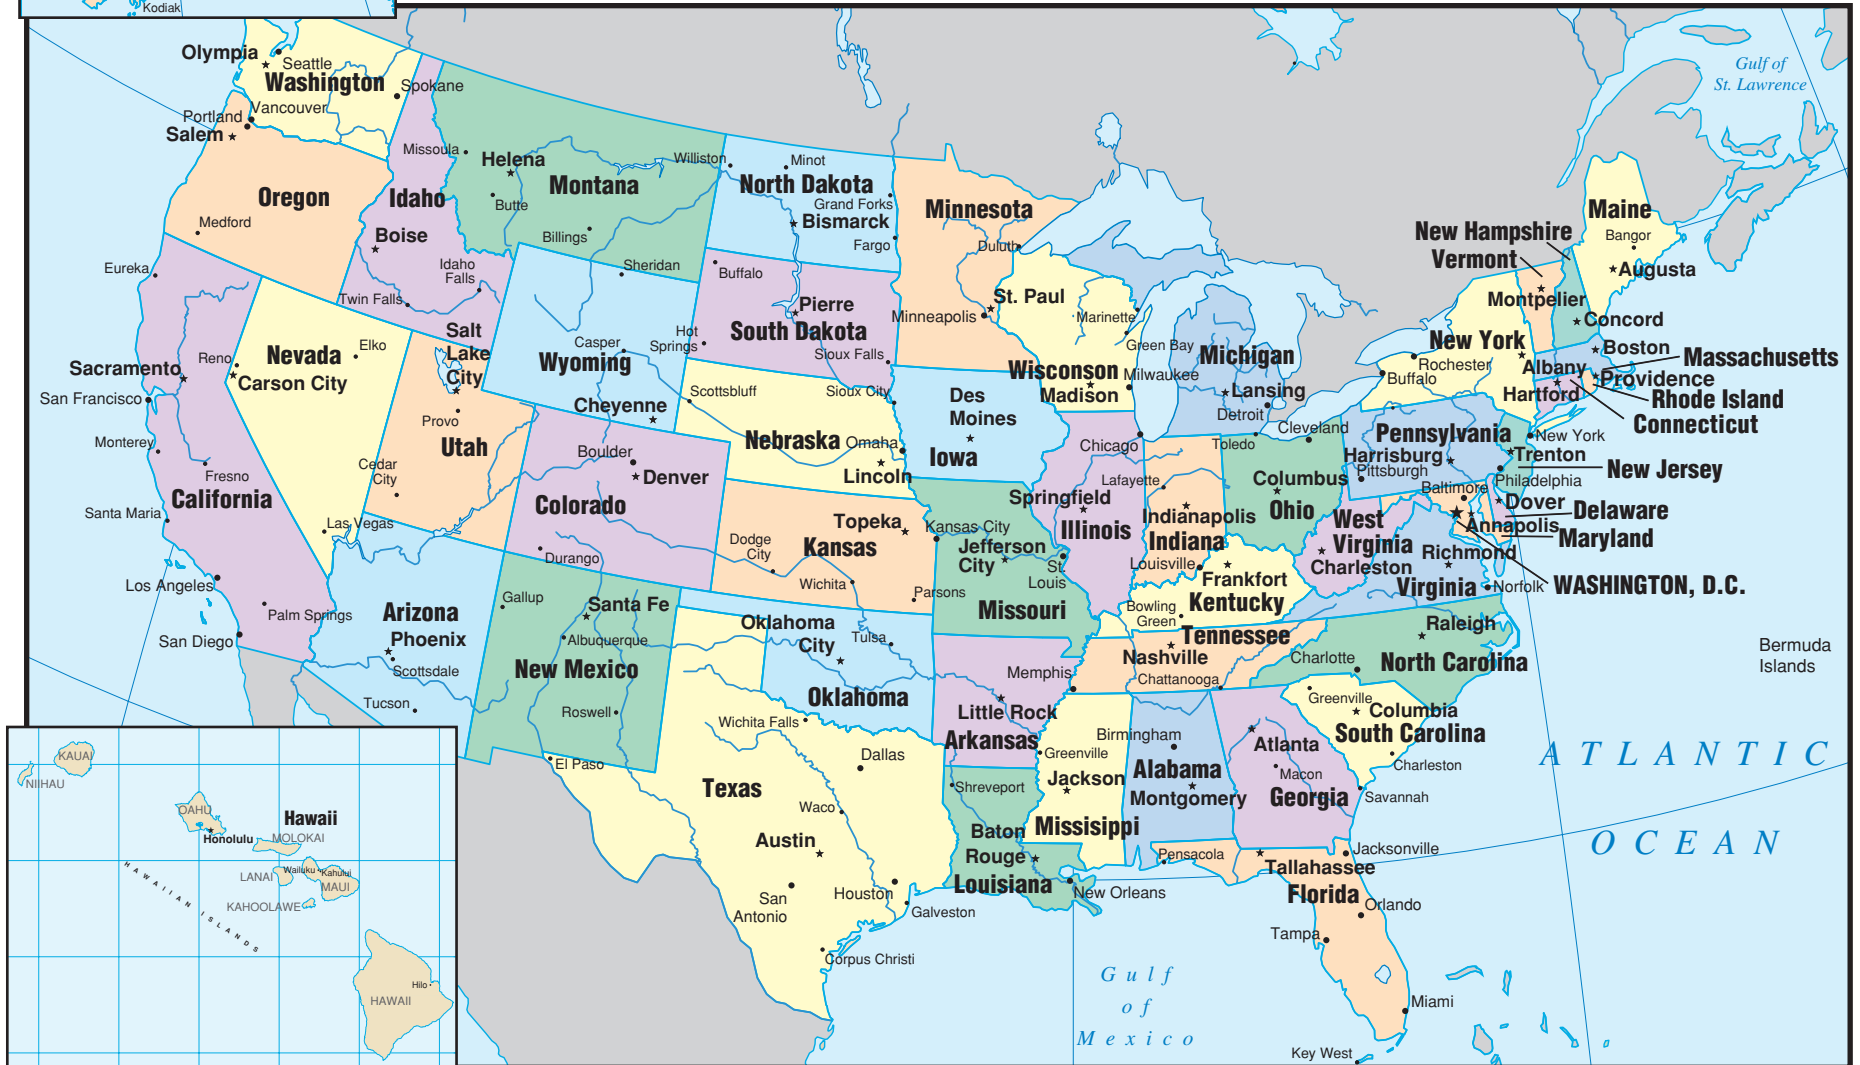 Kodiak
Olympia
Seattle
Washington
Spokane
Vancouver
Portland
Salem
Oregon
Medford
Missoula
Helena
Montana
Butte
Billings
Idaho
Boise
Idaho
Falls
Twin Falls
Williston
Minot
North Dakota
Grand Forks
Bismarck
Fargo
Minnesota
Duluth
St. Paul
Minneapolis
Sheridan
Buffalo
Pierre
South Dakota
Hot
Springs
Sioux Falls
Casper
Wyoming
Cheyenne
Eureka
Sacramento
San Francisco
Monterey
Fresno
California
Santa Maria
Los Angeles
Palm Springs
San Diego
Reno
Nevada
Elko
Carson City
Las Vegas
Salt
Lake
City
Provo
Utah
Cedar
City
Scottsbluff
Sioux City
Nebraska
Omaha
Lincoln
Des
Moines
Iowa
Boulder
Denver
Colorado
Durango
Topeka
Kansas
Dodge
City
Wichita
Parsons
Kansas City
Jefferson
City
St.
Louis
Missouri
Marinette
Green Bay
Wisconsin
Madison
Milwaukee
Michigan
Lansing
Detroit
Chicago
Springfield
Illinois
Lafayette
Indianapolis
Indiana
Toledo
Cleveland
Columbus
Ohio
Louisville
Frankfort
Kentucky
Bowling
Green
Tennessee
Nashville
Memphis
Chattanooga
West
Virginia
Charleston
Richmond
Virginia
Norfolk
WASHINGTON, D.C.
Pennsylvania
Harrisburg
Pittsburgh
Philadelphia
Baltimore
Annapolis
Maryland
Dover
Delaware
Trenton
New Jersey
New York
New York
Rochester
Buffalo
Albany
Hartford
Connecticut
Providence
Rhode Island
Boston
Massachusetts
Concord
Montpelier
New Hampshire
Vermont
Maine
Bangor
Augusta
Gulf of
St. Lawrence
Arizona
Phoenix
Scottsdale
Tucson
Gallup
Santa Fe
Albuquerque
New Mexico
Roswell
El Paso
Oklahoma
City
Tulsa
Oklahoma
Wichita Falls
Dallas
Texas
Waco
Austin
San
Antonio
Houston
Galveston
Corpus Christi
Little Rock
Arkansas
Shreveport
Baton
Rouge
Louisiana
New Orleans
Greenville
Jackson
Missisippi
Birmingham
Alabama
Montgomery
Atlanta
Macon
Georgia
Savannah
Raleigh
Charlotte
North Carolina
Greenville
Columbia
South Carolina
Charleston
Pensacola
Tallahassee
Jacksonville
Florida
Orlando
Tampa
Miami
Key West
Bermuda
Islands
ATLANTIC
OCEAN
Gulf
of
Mexico
KAUAI
NIIHAU
OAHU
Hawaii
Honolulu
MOLOKAI
LANAI
Wailuku
Kahului
MAUI
KAHOOLAWE
HAWAIIAN ISLANDS
Hilo
HAWAII